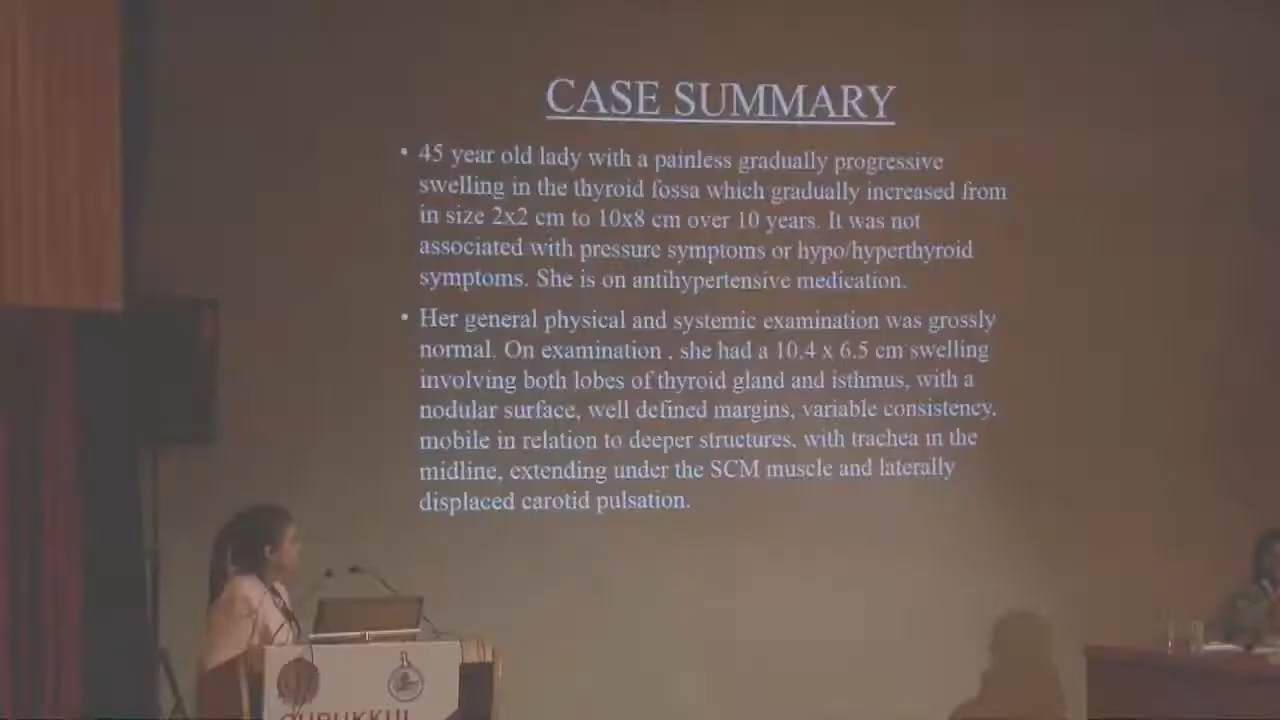 CASE SUMMARY
• 45 year old lady with a painless gradually progressive
swelling in the thyroid fossa which gradually increased from
in size 2x2 cm to 10x8 cm over 10 years. It was not
associated with pressure symptoms or hypo/hyperthyroid
symptoms. She is on antihypertensive medication.
• Her general physical and systemic examination was grossly
normal. On examination , she had a 10.4 x 6.5 cm swelling
involving both lobes of thyroid gland and isthmus, with a
nodular surface, well defined margins, variable consistency,
mobile in relation to deeper structures, with trachea in the
midline, extending under the SCM muscle and laterally
displaced carotid pulsation.